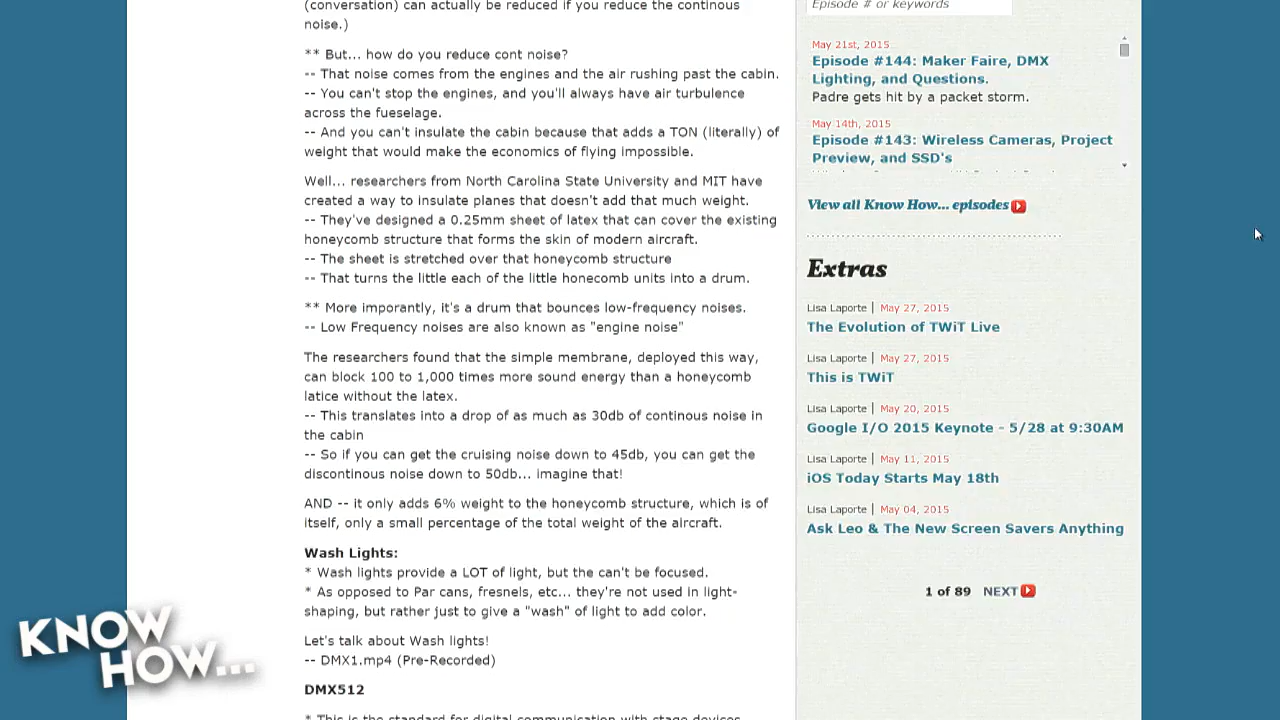 (conversation) can actually be reduced if you reduce the continous
noise.)
** But... how do you reduce cont noise?
-- That noise comes from the engines and the air rushing past the cabin.
-- You can't stop the engines, and you'll always have air turbulence
across the fueselage.
-- And you can't insulate the cabin because that adds a TON (literally) of
weight that would make the economics of flying impossible.
Well... researchers from North Carolina State University and MIT have
created a way to insulate planes that doesn't add that much weight.
-- They've designed a 0.25mm sheet of latex that can cover the existing
honeycomb structure that forms the skin of modern aircraft.
-- The sheet is stretched over that honeycomb structure
-- That turns the little each of the little honecomb units into a drum.
** More imporantly, it's a drum that bounces low-frequency noises.
-- Low Frequency noises are also known as "engine noise"
The researchers found that the simple membrane, deployed this way,
can block 100 to 1,000 times more sound energy than a honeycomb
latice without the latex.
-- This translates into a drop of as much as 30db of continous noise in
the cabin
-- So if you can get the cruising noise down to 45db, you can get the
discontinous noise down to 50db... imagine that!
AND -- it only adds 6% weight to the honeycomb structure, which is of
itself, only a small percentage of the total weight of the aircraft.
Wash Lights:
* Wash lights provide a LOT of light, but the can't be focused.
* As opposed to Par cans, fresnels, etc... they're not used in light-
shaping, but rather just to give a "wash" of light to add color.
Let's talk about Wash lights!
-- DMX1.mp4 (Pre-Recorded)
DMX512
* This is the standard for digital communication with stage devices
Episode # or keywords
May 21st, 2015
Episode #144: Maker Faire, DMX
Lighting, and Questions.
Padre gets hit by a packet storm.
May 14th, 2015
Episode #143: Wireless Cameras, Project
Preview, and SSD's
View all Know How... episodes
Extras
Lisa Laporte | May 27, 2015
The Evolution of TWiT Live
Lisa Laporte | May 27, 2015
This is TWiT
Lisa Laporte | May 20, 2015
Google I/O 2015 Keynote - 5/28 at 9:30AM
Lisa Laporte | May 11, 2015
iOS Today Starts May 18th
Lisa Laporte | May 04, 2015
Ask Leo & The New Screen Savers Anything
1 of 89 NEXT
KNOW
HOW...